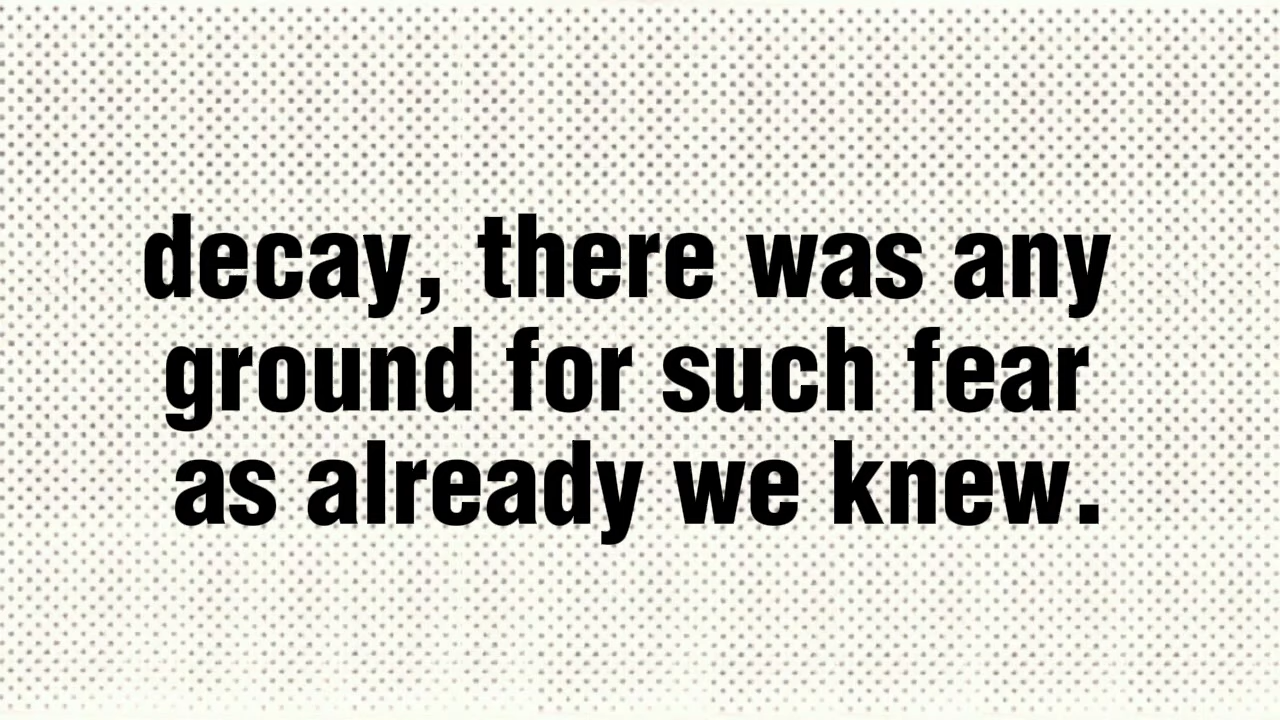 decay, there was any
ground for such fear
as already we knew.